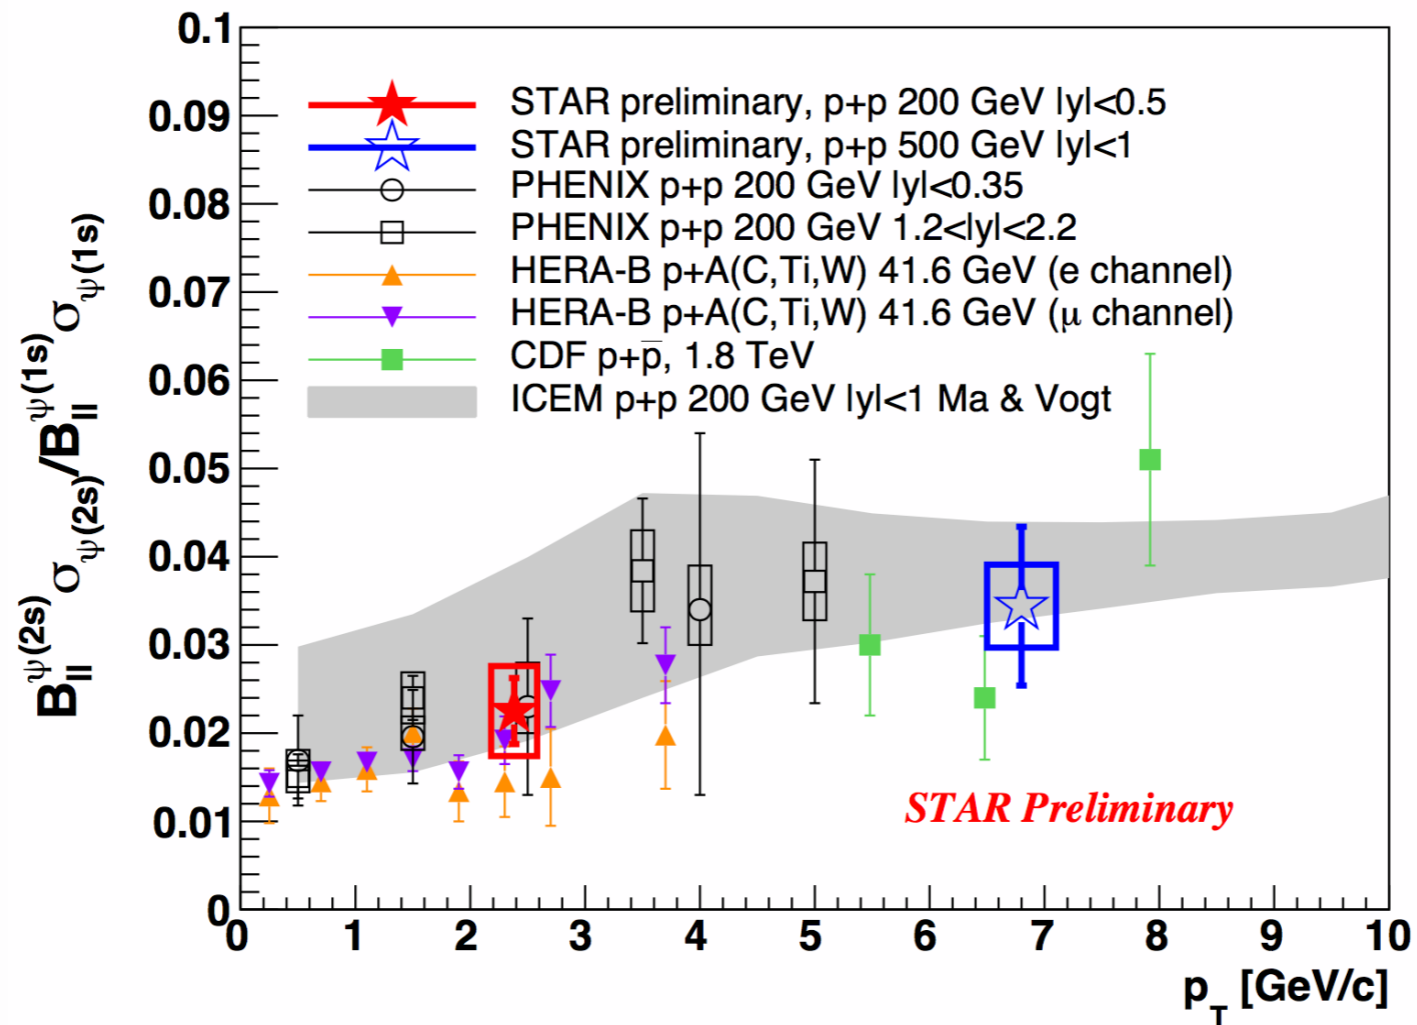 0.1
0.09
0.08
0.07
0.06
0.05
0.04
0.03
0.02
0.01
0
B_ll^ψ(2s) σ_ψ(2s)/B_ll^ψ(1s) σ_ψ(1s)
STAR preliminary, p+p 200 GeV |y|<0.5
STAR preliminary, p+p 500 GeV |y|<1
PHENIX p+p 200 GeV |y|<0.35
PHENIX p+p 200 GeV 1.2<|y|<2.2
HERA-B p+A(C,Ti,W) 41.6 GeV (e channel)
HERA-B p+A(C,Ti,W) 41.6 GeV (μ channel)
CDF p+p̅, 1.8 TeV
ICEM p+p 200 GeV |y|<1 Ma & Vogt
STAR Preliminary
0 1 2 3 4 5 6 7 8 9 10
p_T [GeV/c]